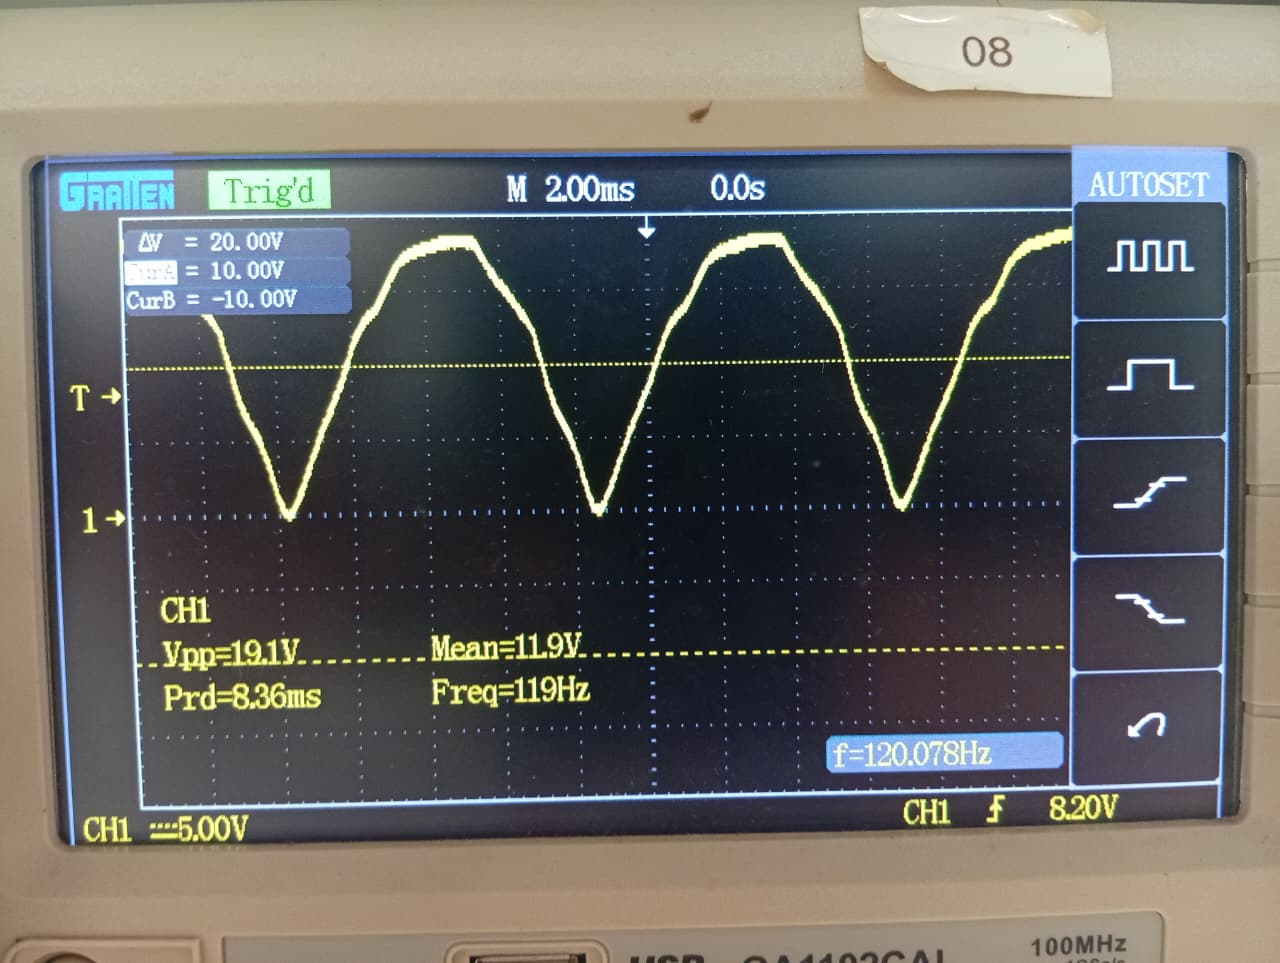 08
GRATTEN Trig'd M 2.00ms 0.0s AUTOSET
ΔV = 20.00V
CurA = 10.00V
CurB = -10.00V
T
1
CH1
Vpp=19.1V Mean=11.9V
Prd=8.36ms Freq=119Hz
f=120.078Hz
CH1 5.00V CH1 8.20V
USB
100MHz